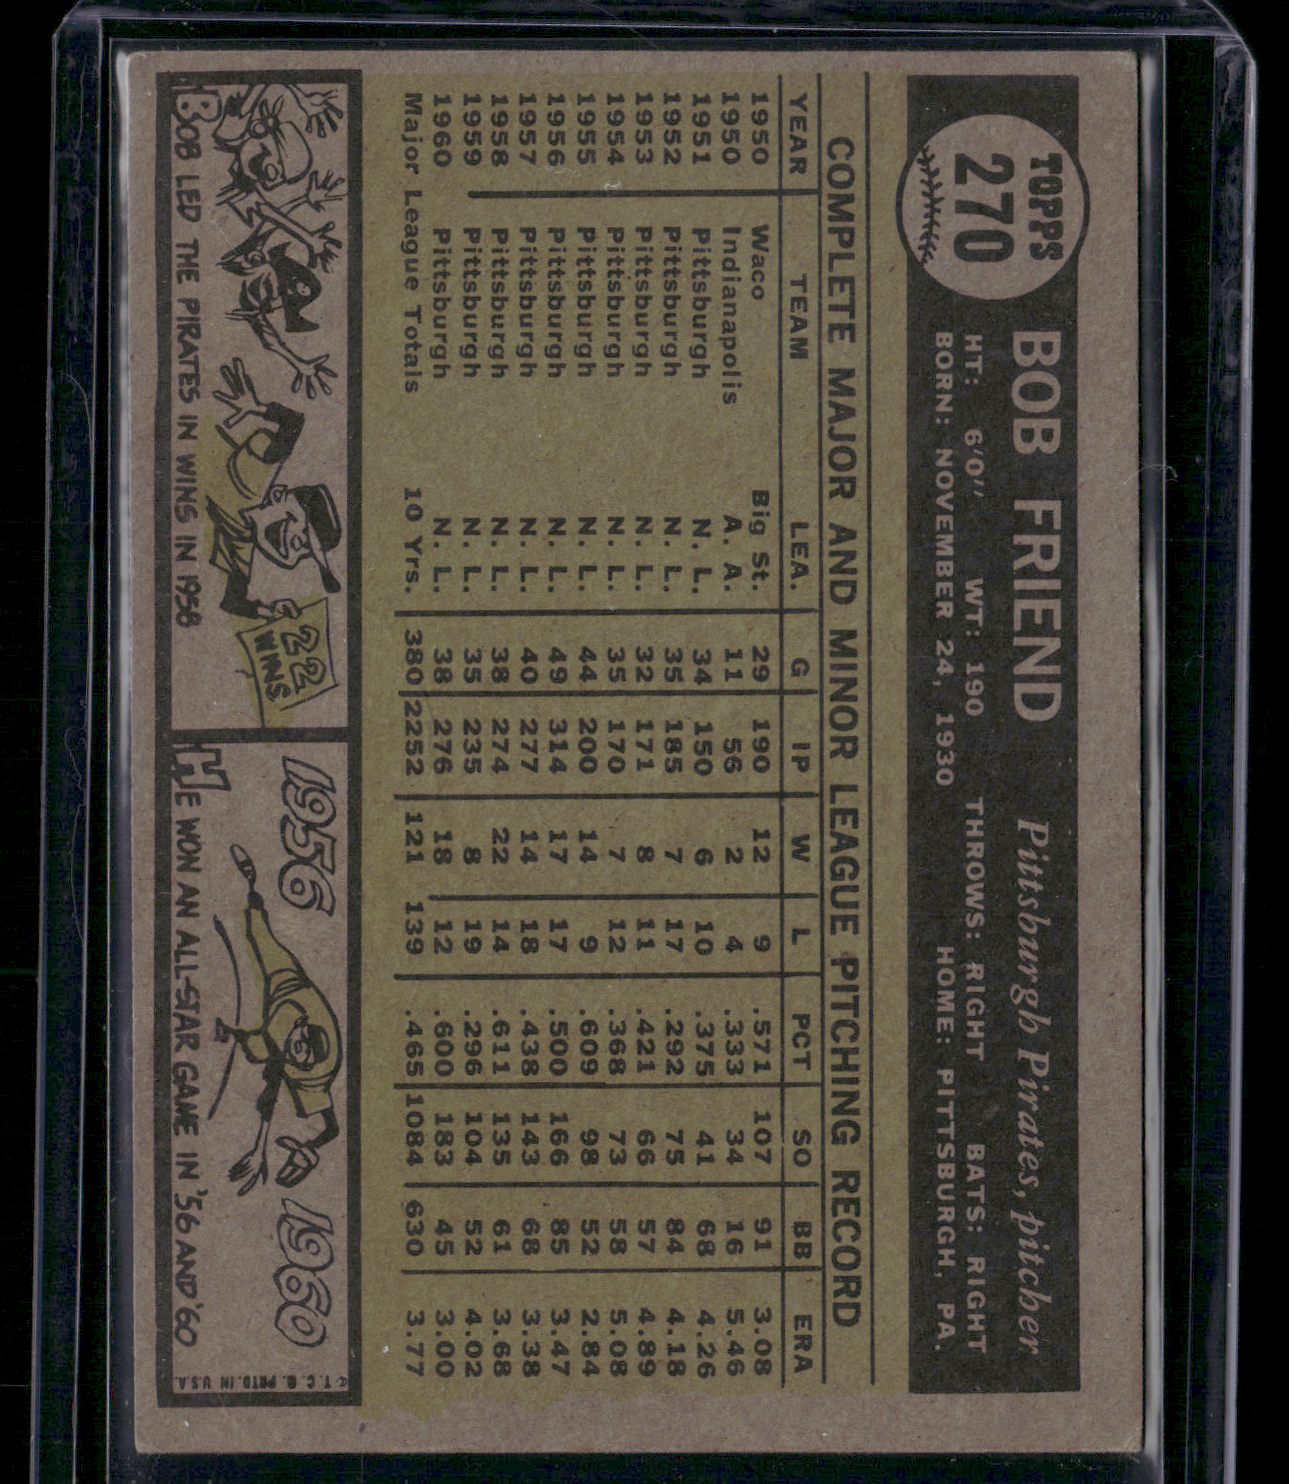 TOPPS
270
BOB FRIEND Pittsburgh Pirates, pitcher
HT: 6'0" WT: 190 THROWS: RIGHT BATS: RIGHT
BORN: NOVEMBER 24, 1930 HOME: PITTSBURGH, PA.
COMPLETE MAJOR AND MINOR LEAGUE PITCHING RECORD
YEAR TEAM LEA. G IP W L PCT SO BB ERA
1950 Waco Big St. 29 190 12 9 .571 107 91 3.08
1950 Indianapolis A. A. 11 56 2 4 .333 34 16 5.46
1951 Pittsburgh N. L. 34 150 6 10 .375 41 68 4.26
1952 Pittsburgh N. L. 35 185 7 17 .292 75 84 4.18
1953 Pittsburgh N. L. 32 171 8 11 .421 66 57 4.89
1954 Pittsburgh N. L. 35 170 7 12 .368 73 58 5.08
1955 Pittsburgh N. L. 44 200 14 9 .609 98 52 2.84
1956 Pittsburgh N. L. 49 314 17 17 .500 166 85 3.47
1957 Pittsburgh N. L. 40 277 14 18 .438 143 68 3.38
1958 Pittsburgh N. L. 38 274 22 14 .611 135 61 3.68
1959 Pittsburgh N. L. 35 235 8 19 .296 104 52 4.02
1960 Pittsburgh N. L. 38 276 18 12 .600 183 45 3.00
Major League Totals 10 Yrs. 380 2252 121 139 .465 1084 630 3.77
22 WINS
BOB LED THE PIRATES IN WINS IN 1958
1956 1960
HE WON AN ALL-STAR GAME IN '56 AND '60
© T. C. G. PRTD. IN U.S.A.